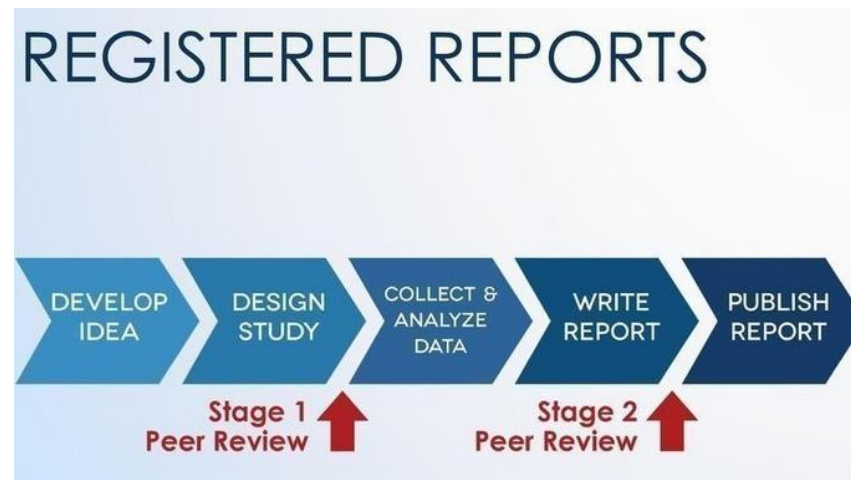 REGISTERED REPORTS
DEVELOP
IDEA
DESIGN
STUDY
COLLECT &
ANALYZE
DATA
WRITE
REPORT
PUBLISH
REPORT
Stage 1
Peer Review
Stage 2
Peer Review